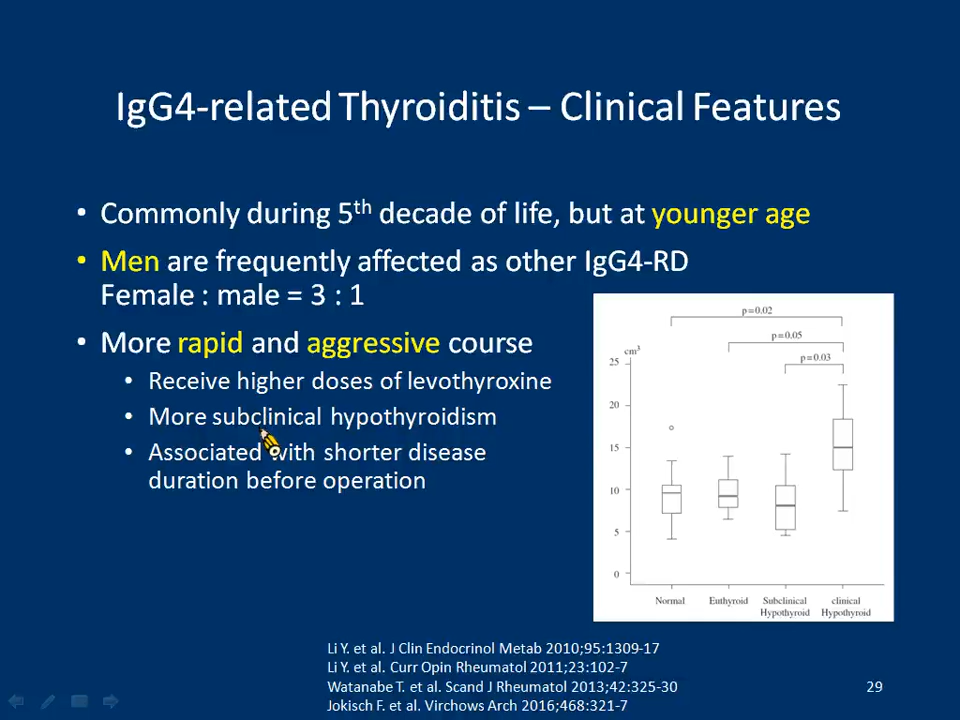 IgG4-related Thyroiditis – Clinical Features
• Commonly during 5th decade of life, but at younger age
• Men are frequently affected as other IgG4-RD
Female : male = 3 : 1
• More rapid and aggressive course
• Receive higher doses of levothyroxine
• More subclinical hypothyroidism
• Associated with shorter disease
duration before operation
p=0.02
p=0.05
p=0.03
cm³
25
20
15
10
5
0
Normal Euthyroid Subclinical Hypothyroid clinical Hypothyroid
Li Y. et al. J Clin Endocrinol Metab 2010;95:1309-17
Li Y. et al. Curr Opin Rheumatol 2011;23:102-7
Watanabe T. et al. Scand J Rheumatol 2013;42:325-30
Jokisch F. et al. Virchows Arch 2016;468:321-7
29